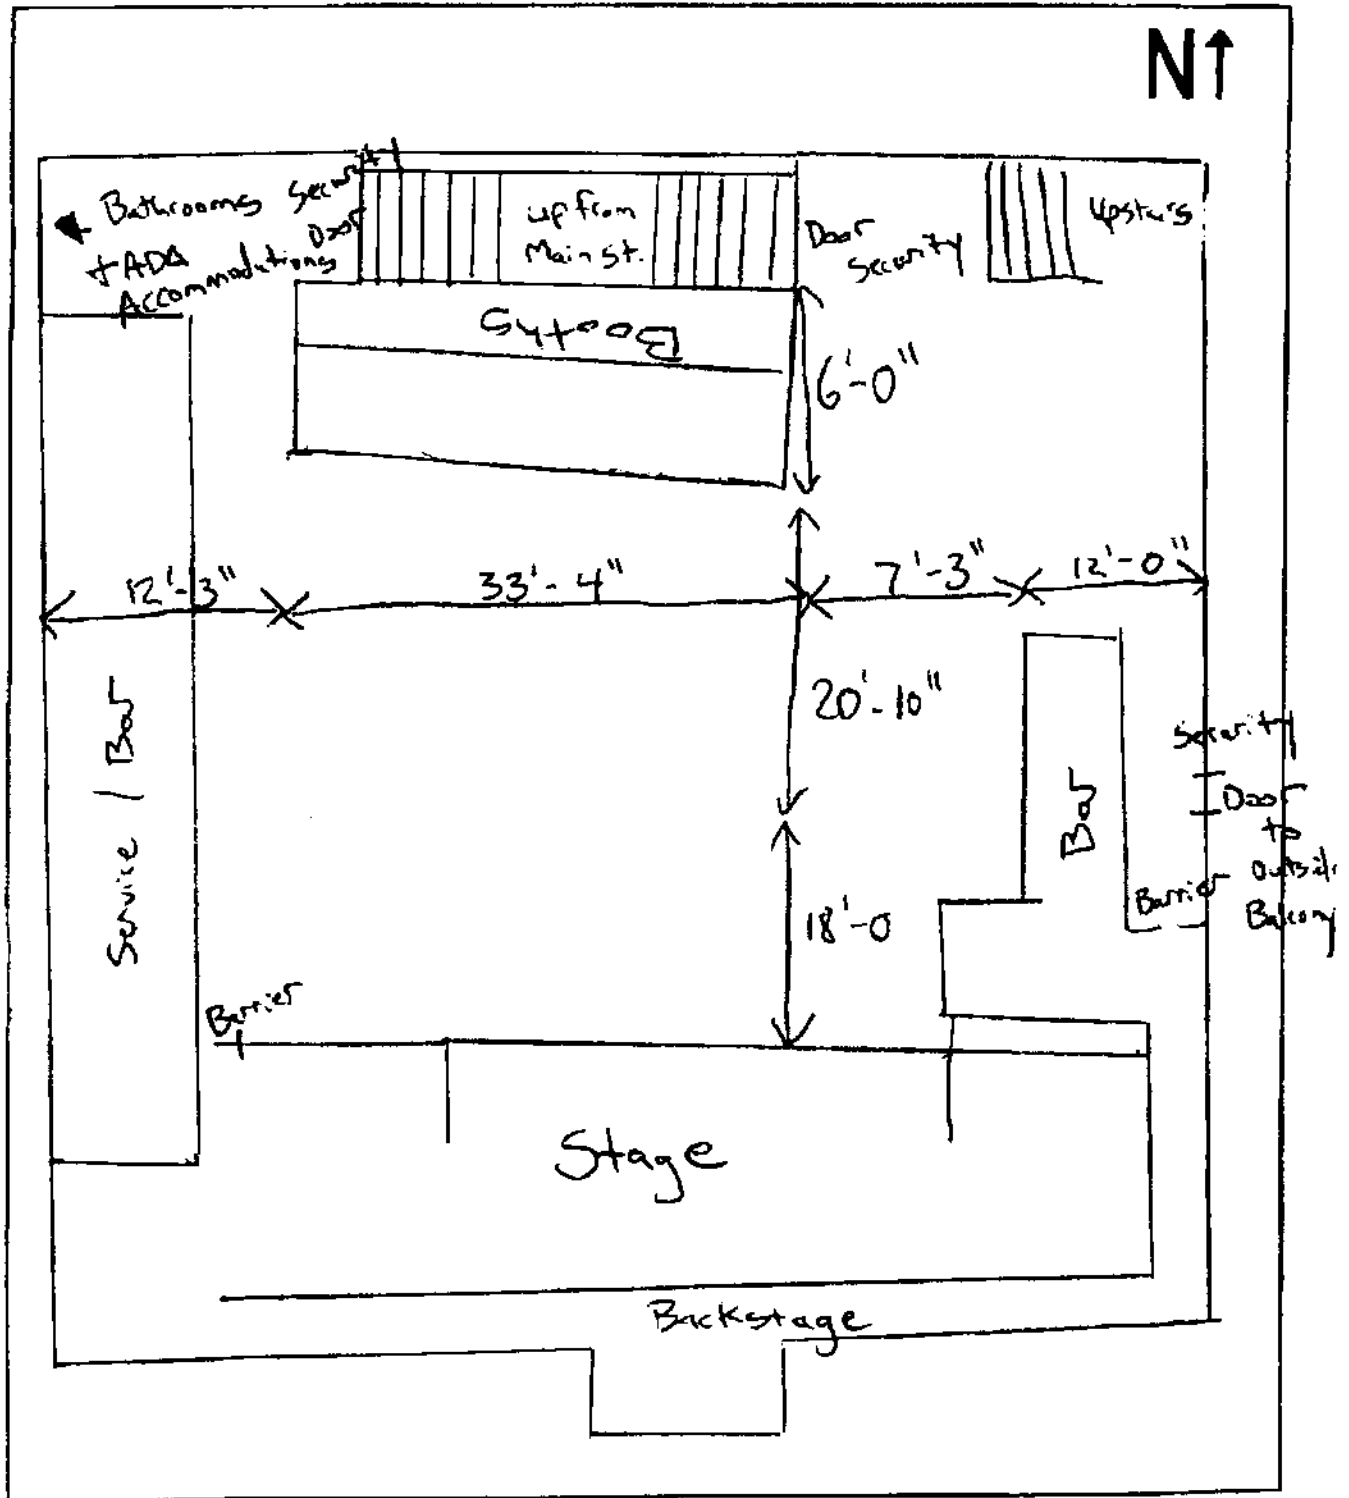 N↑
Bathrooms
+ ADA
Accommodations
Security
Door
up from
Main St.
Door
Security
Upstairs
Booths
6'-0"
12'-3"
33'-4"
7'-3"
12'-0"
20'-10"
Service / Bar
Bar
Security
Door
to
Outside
Balcony
Barrier
18'-0
Barrier
Stage
Backstage